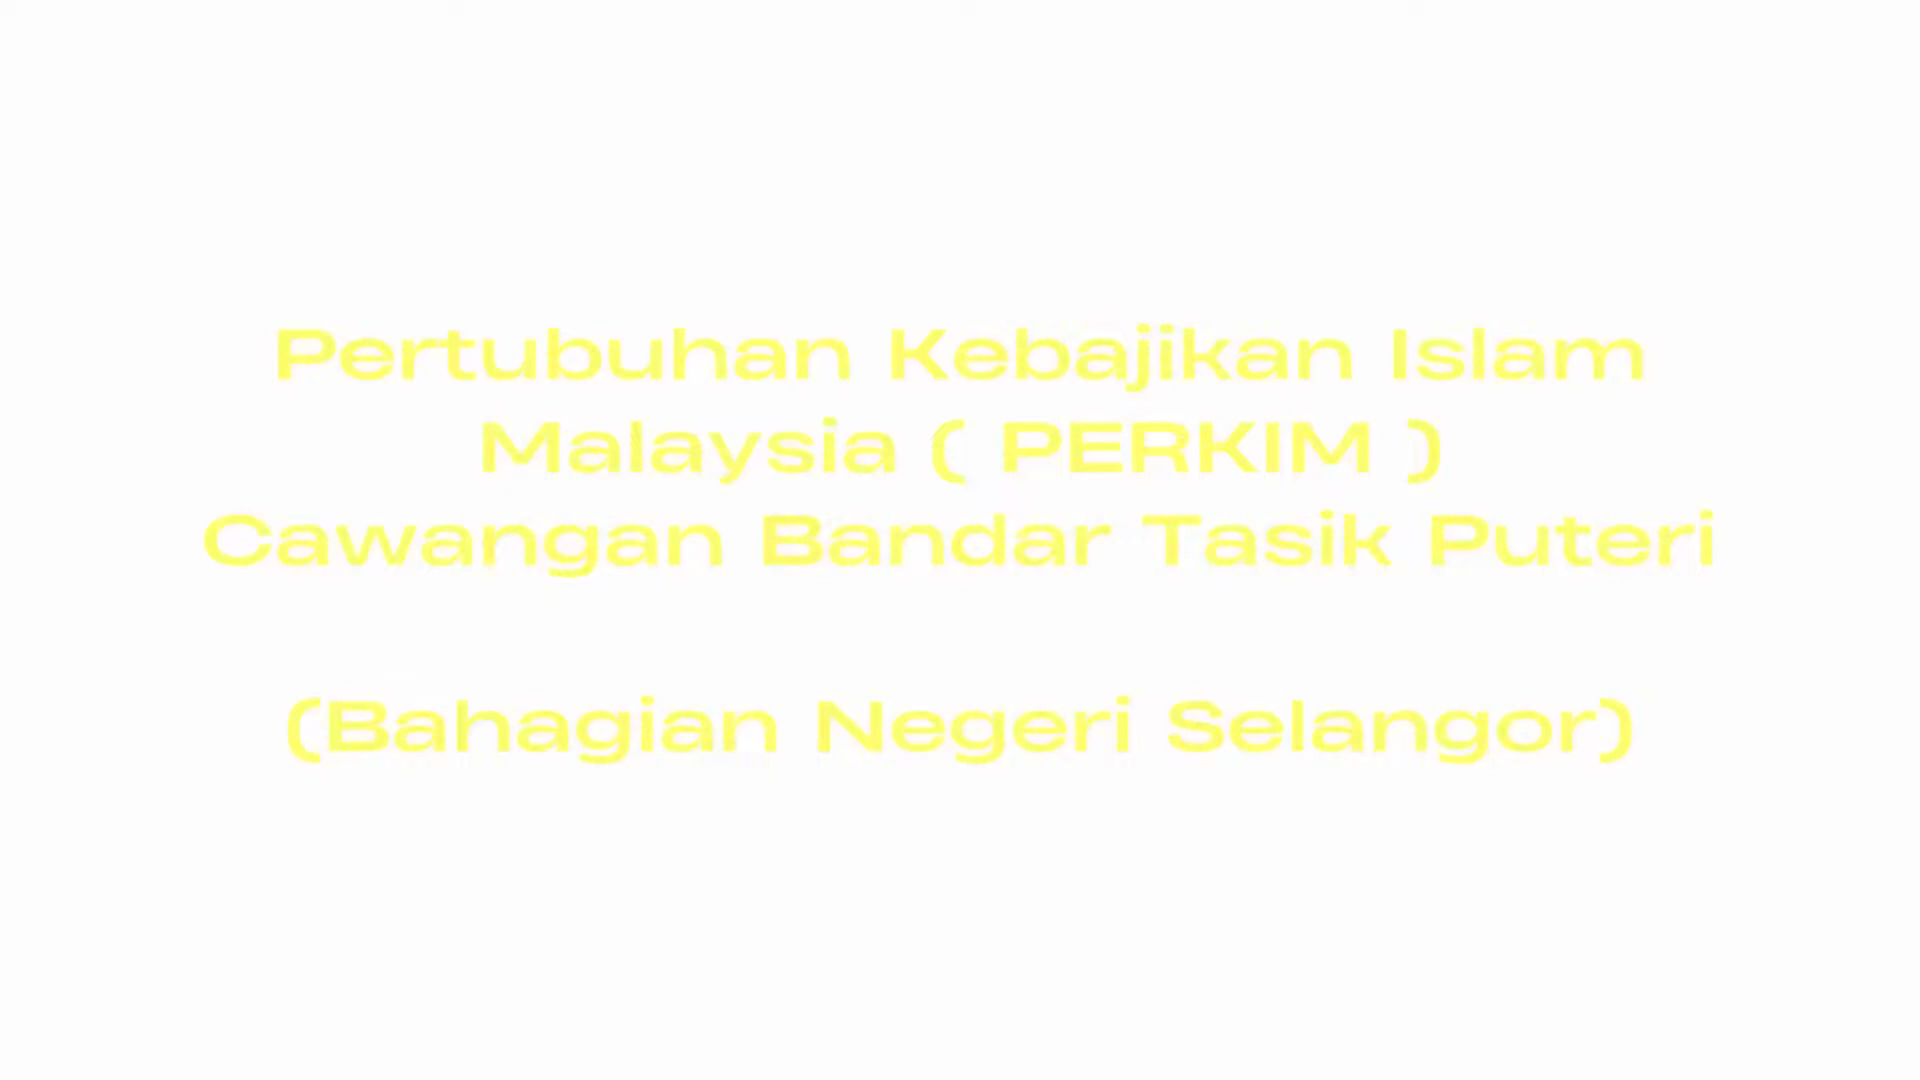 Pertubuhan Kebajikan Islam
Malaysia ( PERKIM )
Cawangan Bandar Tasik Puteri
(Bahagian Negeri Selangor)